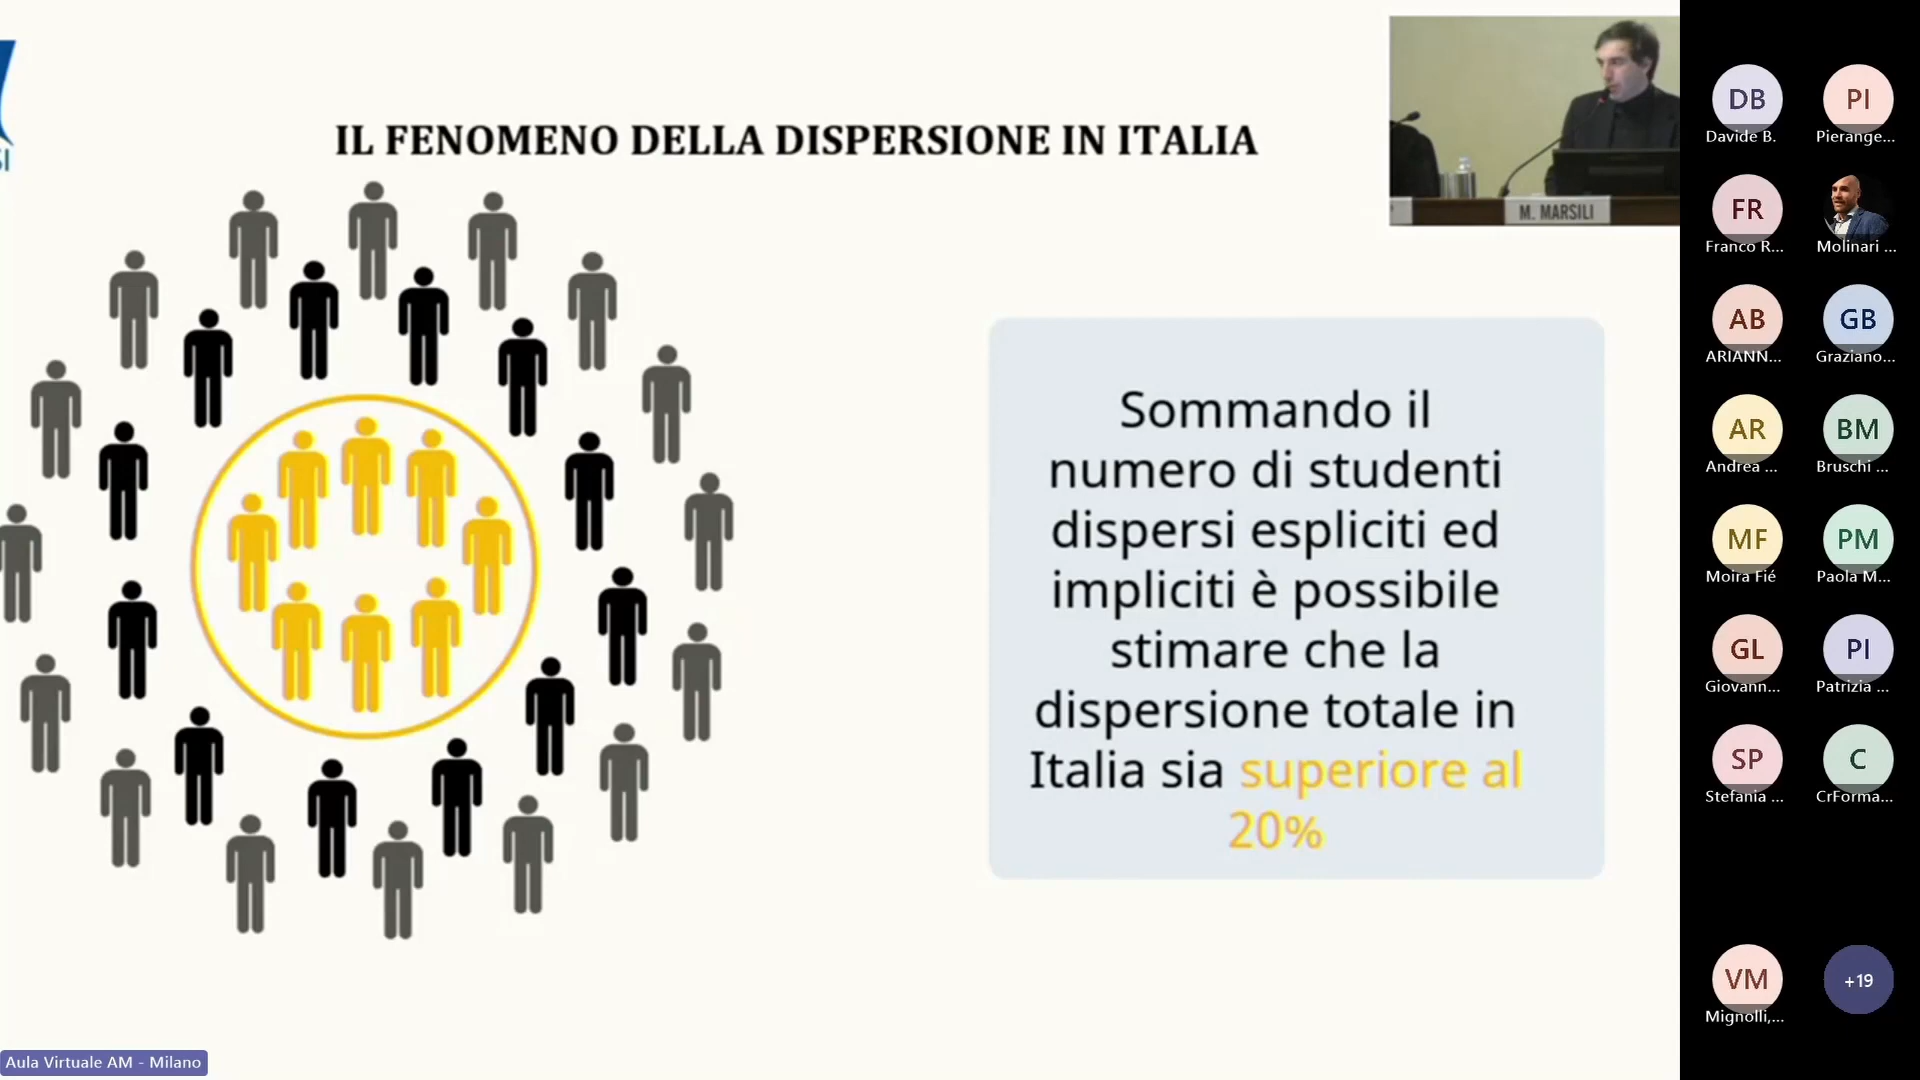 SI
IL FENOMENO DELLA DISPERSIONE IN ITALIA
M. MARSILI
Sommando il
numero di studenti
dispersi espliciti ed
impliciti è possibile
stimare che la
dispersione totale in
Italia sia superiore al
20%
DB
Davide B.
PI
Pierange...
FR
Franco R...
Molinari ...
AB
ARIANN...
GB
Graziano...
AR
Andrea ...
BM
Bruschi ...
MF
Moira Fié
PM
Paola M...
GL
Giovann...
PI
Patrizia ...
SP
Stefania ...
C
CrForma...
VM
Mignolli,...
+19
Aula Virtuale AM - Milano